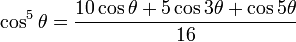 cos⁵ θ = (10 cos θ + 5 cos 3θ + cos 5θ) / 16